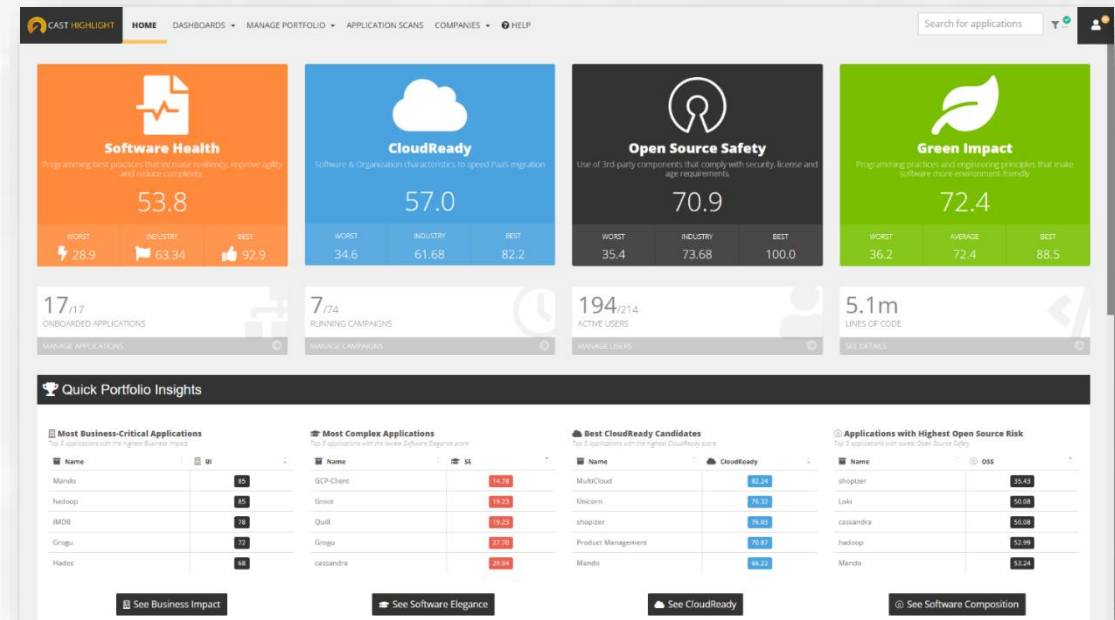 CAST HIGHLIGHT HOME DASHBOARDS MANAGE PORTFOLIO APPLICATION SCANS COMPANIES HELP Search for applications
Software Health
Programming best practices that increase resiliency, improve agility
and reduce complexity
53.8
WORST INDUSTRY BEST
28.9 63.34 92.9
CloudReady
Software & Organization characteristics to speed PaaS migration
57.0
WORST INDUSTRY BEST
34.6 61.68 82.2
Open Source Safety
Use of 3rd-party components that comply with security, license and
age requirements
70.9
WORST INDUSTRY BEST
35.4 73.68 100.0
Green Impact
Programming practices and engineering principles that make
software more environment-friendly
72.4
WORST AVERAGE BEST
36.2 72.4 88.5
17/17
ONBOARDED APPLICATIONS
MANAGE APPLICATIONS
7/74
RUNNING CAMPAIGNS
MANAGE CAMPAIGNS
194/214
ACTIVE USERS
MANAGE USERS
5.1m
LINES OF CODE
SEE DETAILS
Quick Portfolio Insights
Most Business-Critical Applications
Top 5 applications with the highest Business Impact
Name BI
Mando 85
hadoop 85
IMDB 78
Grogu 72
Hades 68
See Business Impact
Most Complex Applications
Top 5 applications with the lowest Software Elegance score
Name SE
GCP-Client 14.78
Groot 19.23
Quill 19.23
Grogu 27.70
cassandra 29.94
See Software Elegance
Best CloudReady Candidates
Top 5 applications with the highest CloudReady score
Name CloudReady
MultiCloud 82.24
Unicorn 76.32
shopizer 76.03
Product Management 70.87
Mando 66.22
See CloudReady
Applications with Highest Open Source Risk
Top 5 applications with lowest Open Source Safety
Name OSS
shopizer 35.43
Loki 50.08
cassandra 50.08
hadoop 52.99
Mando 53.24
See Software Composition